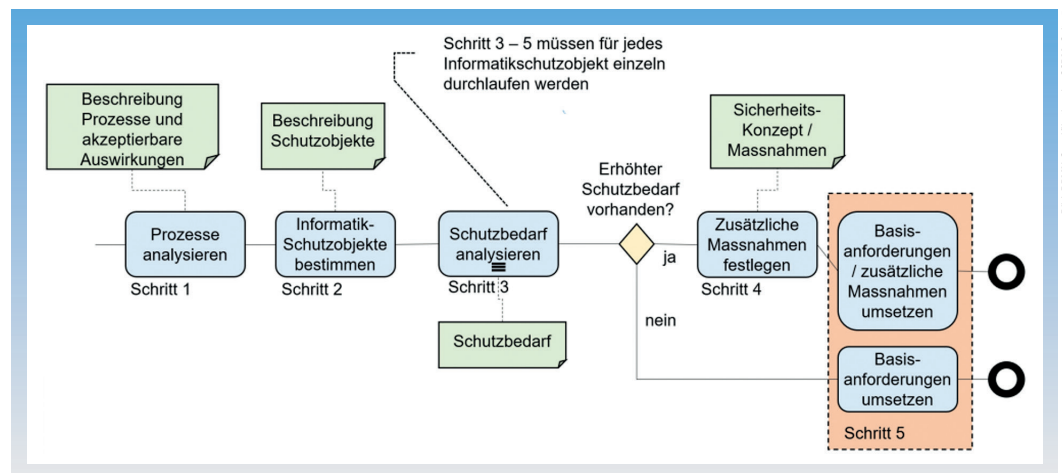 Schritt 3 – 5 müssen für jedes
Informatikschutzobjekt einzeln
durchlaufen werden
Beschreibung
Prozesse und
akzeptierbare
Auswirkungen
Beschreibung
Schutzobjekte
Sicherheits-
Konzept /
Massnahmen
Erhöhter
Schutzbedarf
vorhanden?
Prozesse
analysieren
Schritt 1
Informatik-
Schutzobjekte
bestimmen
Schritt 2
Schutzbedarf
analysieren
Schritt 3
Schutzbedarf
ja
nein
Zusätzliche
Massnahmen
festlegen
Schritt 4
Basis-
anforderungen
/ zusätzliche
Massnahmen
umsetzen
Basis-
anforderungen
umsetzen
Schritt 5